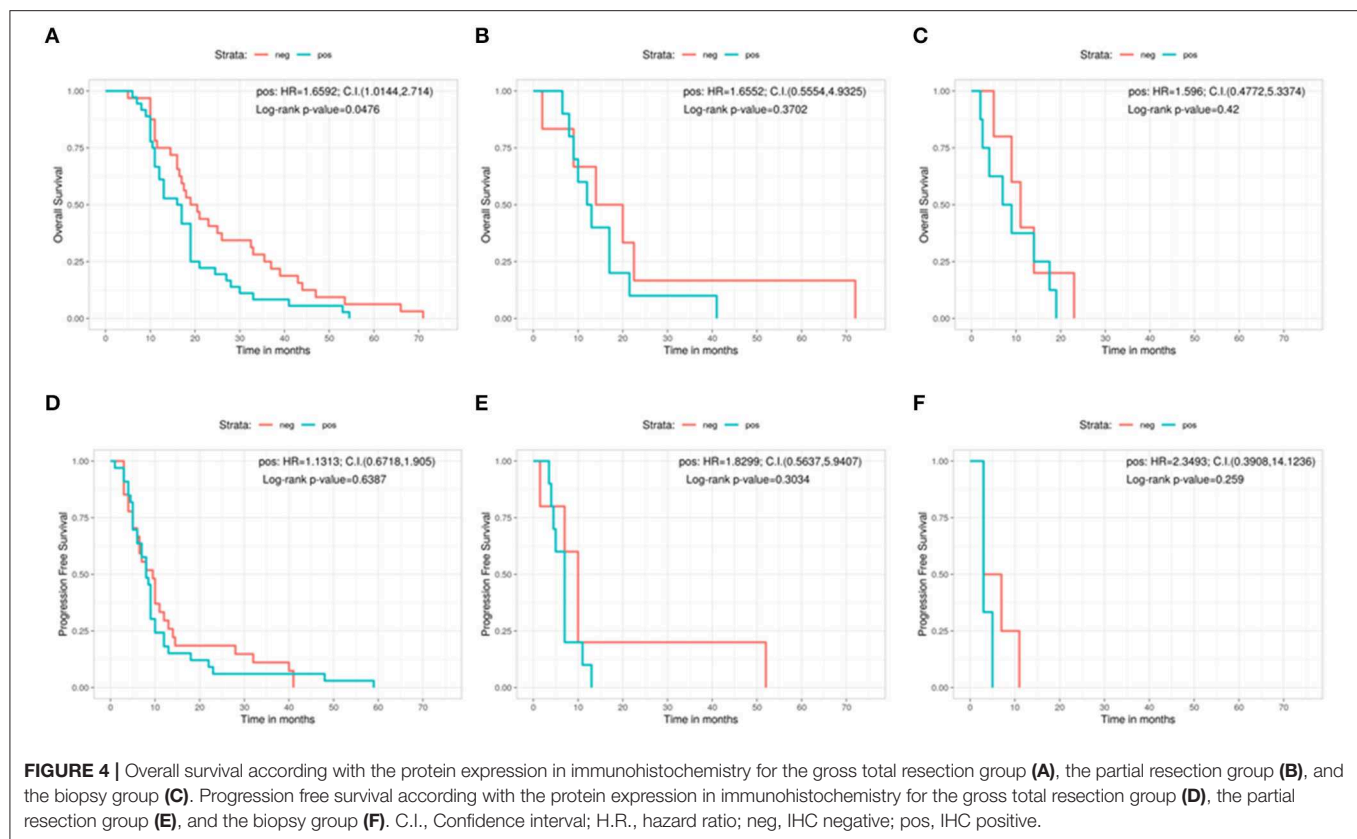 A
Strata: neg pos
pos: HR=1.6592; C.I.(1.0144,2.714)
Log-rank p-value=0.0476
1.00
0.75
0.50
0.25
0.00
Overall Survival
0 10 20 30 40 50 60 70
Time in months
B
Strata: neg pos
pos: HR=1.6552; C.I.(0.5554,4.9325)
Log-rank p-value=0.3702
1.00
0.75
0.50
0.25
0.00
Overall Survival
0 10 20 30 40 50 60 70
Time in months
C
Strata: neg pos
pos: HR=1.596; C.I.(0.4772,5.3374)
Log-rank p-value=0.42
1.00
0.75
0.50
0.25
0.00
Overall Survival
0 10 20 30 40 50 60 70
Time in months
D
Strata: neg pos
pos: HR=1.1313; C.I.(0.6718,1.905)
Log-rank p-value=0.6387
1.00
0.75
0.50
0.25
0.00
Progression Free Survival
0 10 20 30 40 50 60 70
Time in months
E
Strata: neg pos
pos: HR=1.8299; C.I.(0.5637,5.9407)
Log-rank p-value=0.3034
1.00
0.75
0.50
0.25
0.00
Progression Free Survival
0 10 20 30 40 50 60 70
Time in months
F
Strata: neg pos
pos: HR=2.3493; C.I.(0.3908,14.1236)
Log-rank p-value=0.259
1.00
0.75
0.50
0.25
0.00
Progression Free Survival
0 10 20 30 40 50 60 70
Time in months
FIGURE 4 | Overall survival according with the protein expression in immunohistochemistry for the gross total resection group (A), the partial resection group (B), and
the biopsy group (C). Progression free survival according with the protein expression in immunohistochemistry for the gross total resection group (D), the partial
resection group (E), and the biopsy group (F). C.I., Confidence interval; H.R., hazard ratio; neg, IHC negative; pos, IHC positive.